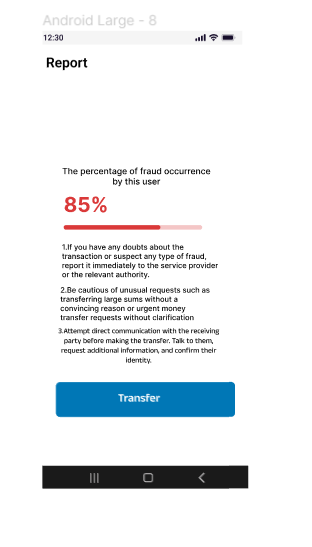 Android Large - 8
12:30
Report
The percentage of fraud occurrence
by this user
85%
1.If you have any doubts about the
transaction or suspect any type of fraud,
report it immediately to the service provider
or the relevant authority.
2.Be cautious of unusual requests such as
transferring large sums without a
convincing reason or urgent money
transfer requests without clarification
3.Attempt direct communication with the receiving
party before making the transfer. Talk to them,
request additional information, and confirm their
identity.
Transfer